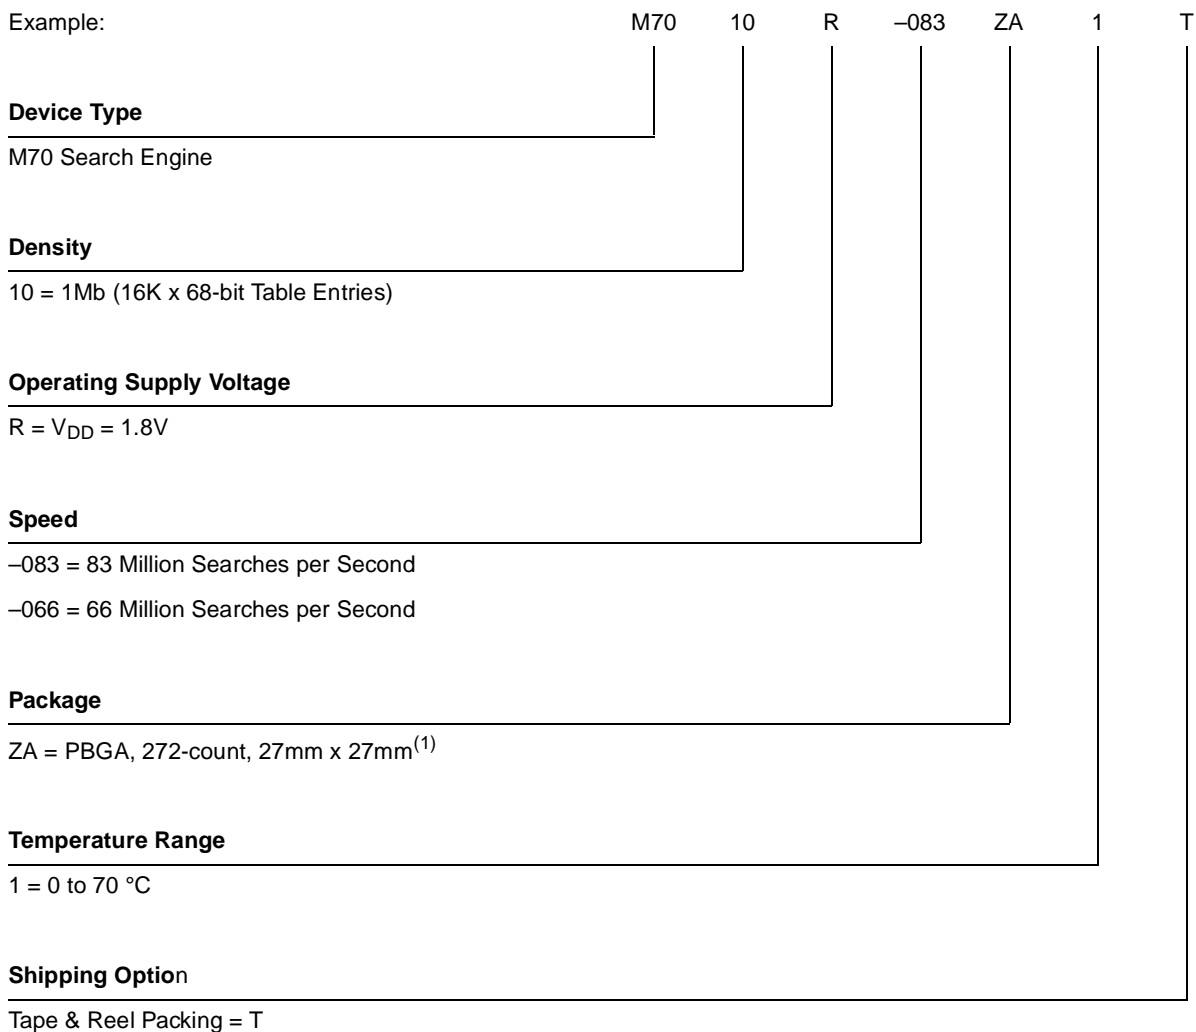 Example: M70 10 R –083 ZA 1 T
Device Type
M70 Search Engine
Density
10 = 1Mb (16K x 68-bit Table Entries)
Operating Supply Voltage
R = VDD = 1.8V
Speed
–083 = 83 Million Searches per Second
–066 = 66 Million Searches per Second
Package
ZA = PBGA, 272-count, 27mm x 27mm(1)
Temperature Range
1 = 0 to 70 °C
Shipping Option
Tape & Reel Packing = T